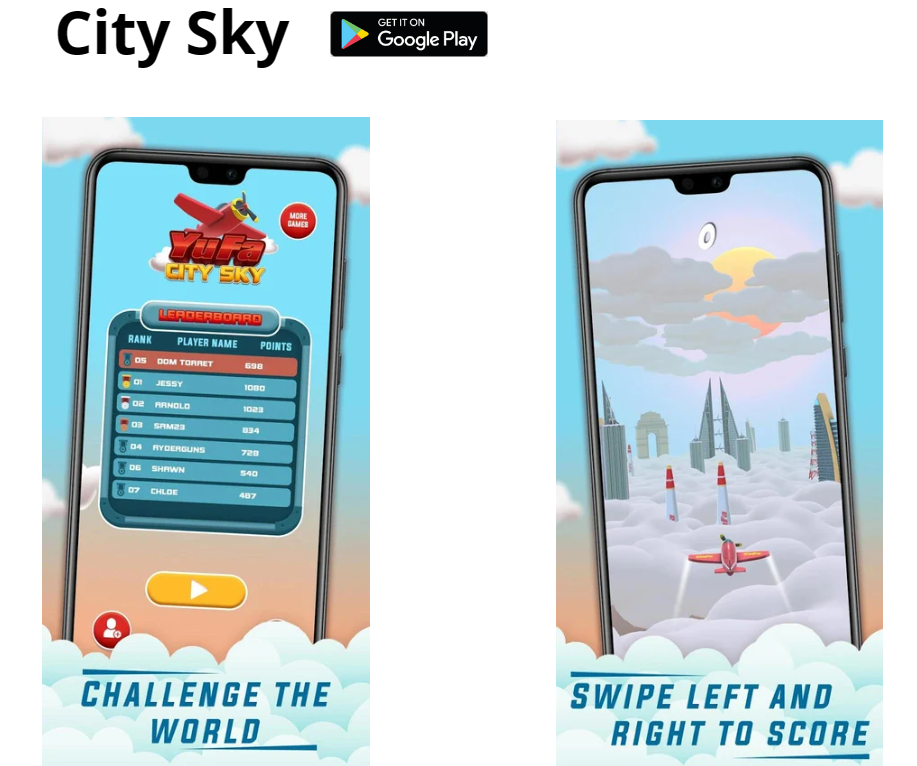 City Sky
GET IT ON
Google Play
MORE
GAMES
YuFa
CITY SKY
LEADERBOARD
RANK PLAYER NAME POINTS
05 DOM TORRET 698
01 JESSY 1080
02 ARNOLD 1023
03 SAM23 834
04 RYDERGUNS 728
06 SHAWN 540
07 CHLOE 487
CHALLENGE THE
WORLD
0
SWIPE LEFT AND
RIGHT TO SCORE